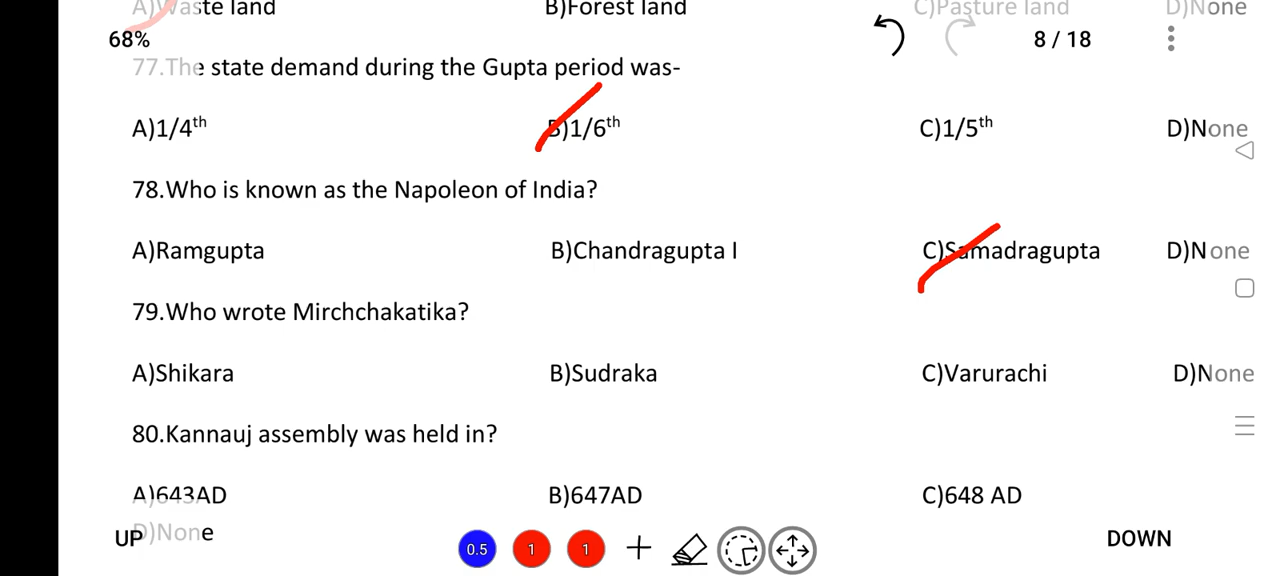 A)Waste land B)Forest land C)Pasture land D)None
68% 8 / 18
77.The state demand during the Gupta period was-
A)1/4th B)1/6th C)1/5th D)None
78.Who is known as the Napoleon of India?
A)Ramgupta B)Chandragupta I C)Samadragupta D)None
79.Who wrote Mirchchakatika?
A)Shikara B)Sudraka C)Varurachi D)None
80.Kannauj assembly was held in?
A)643AD B)647AD C)648 AD
D)None
UP 0.5 1 1 DOWN